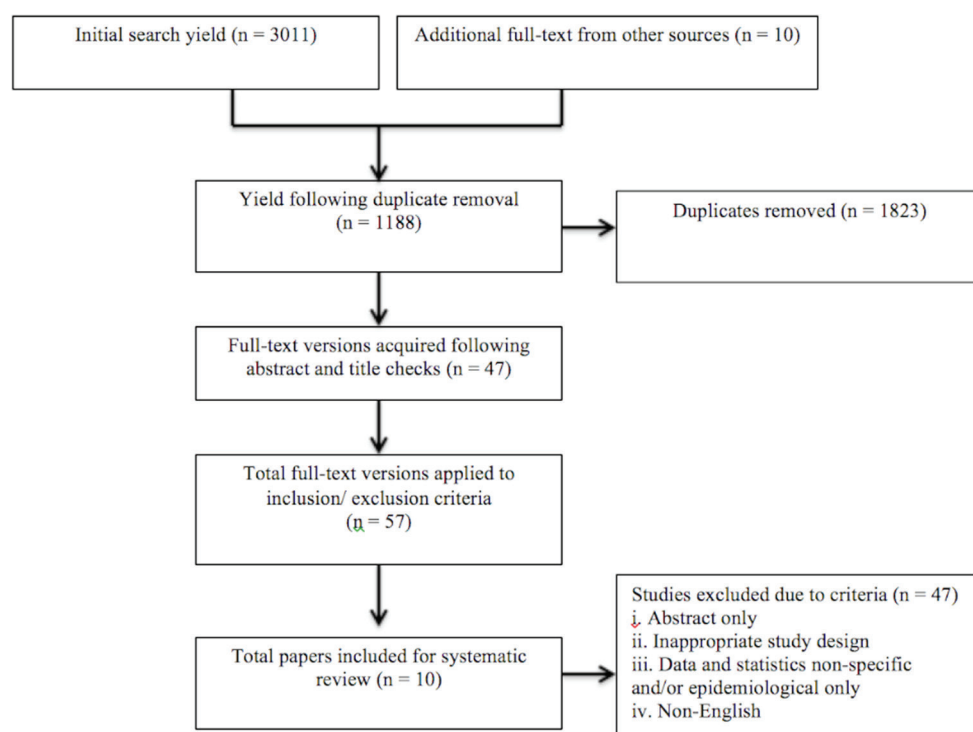 Initial search yield (n = 3011)
Additional full-text from other sources (n = 10)
Yield following duplicate removal
(n = 1188)
Duplicates removed (n = 1823)
Full-text versions acquired following
abstract and title checks (n = 47)
Total full-text versions applied to
inclusion/ exclusion criteria
(n = 57)
Total papers included for systematic
review (n = 10)
Studies excluded due to criteria (n = 47)
i. Abstract only
ii. Inappropriate study design
iii. Data and statistics non-specific
and/or epidemiological only
iv. Non-English